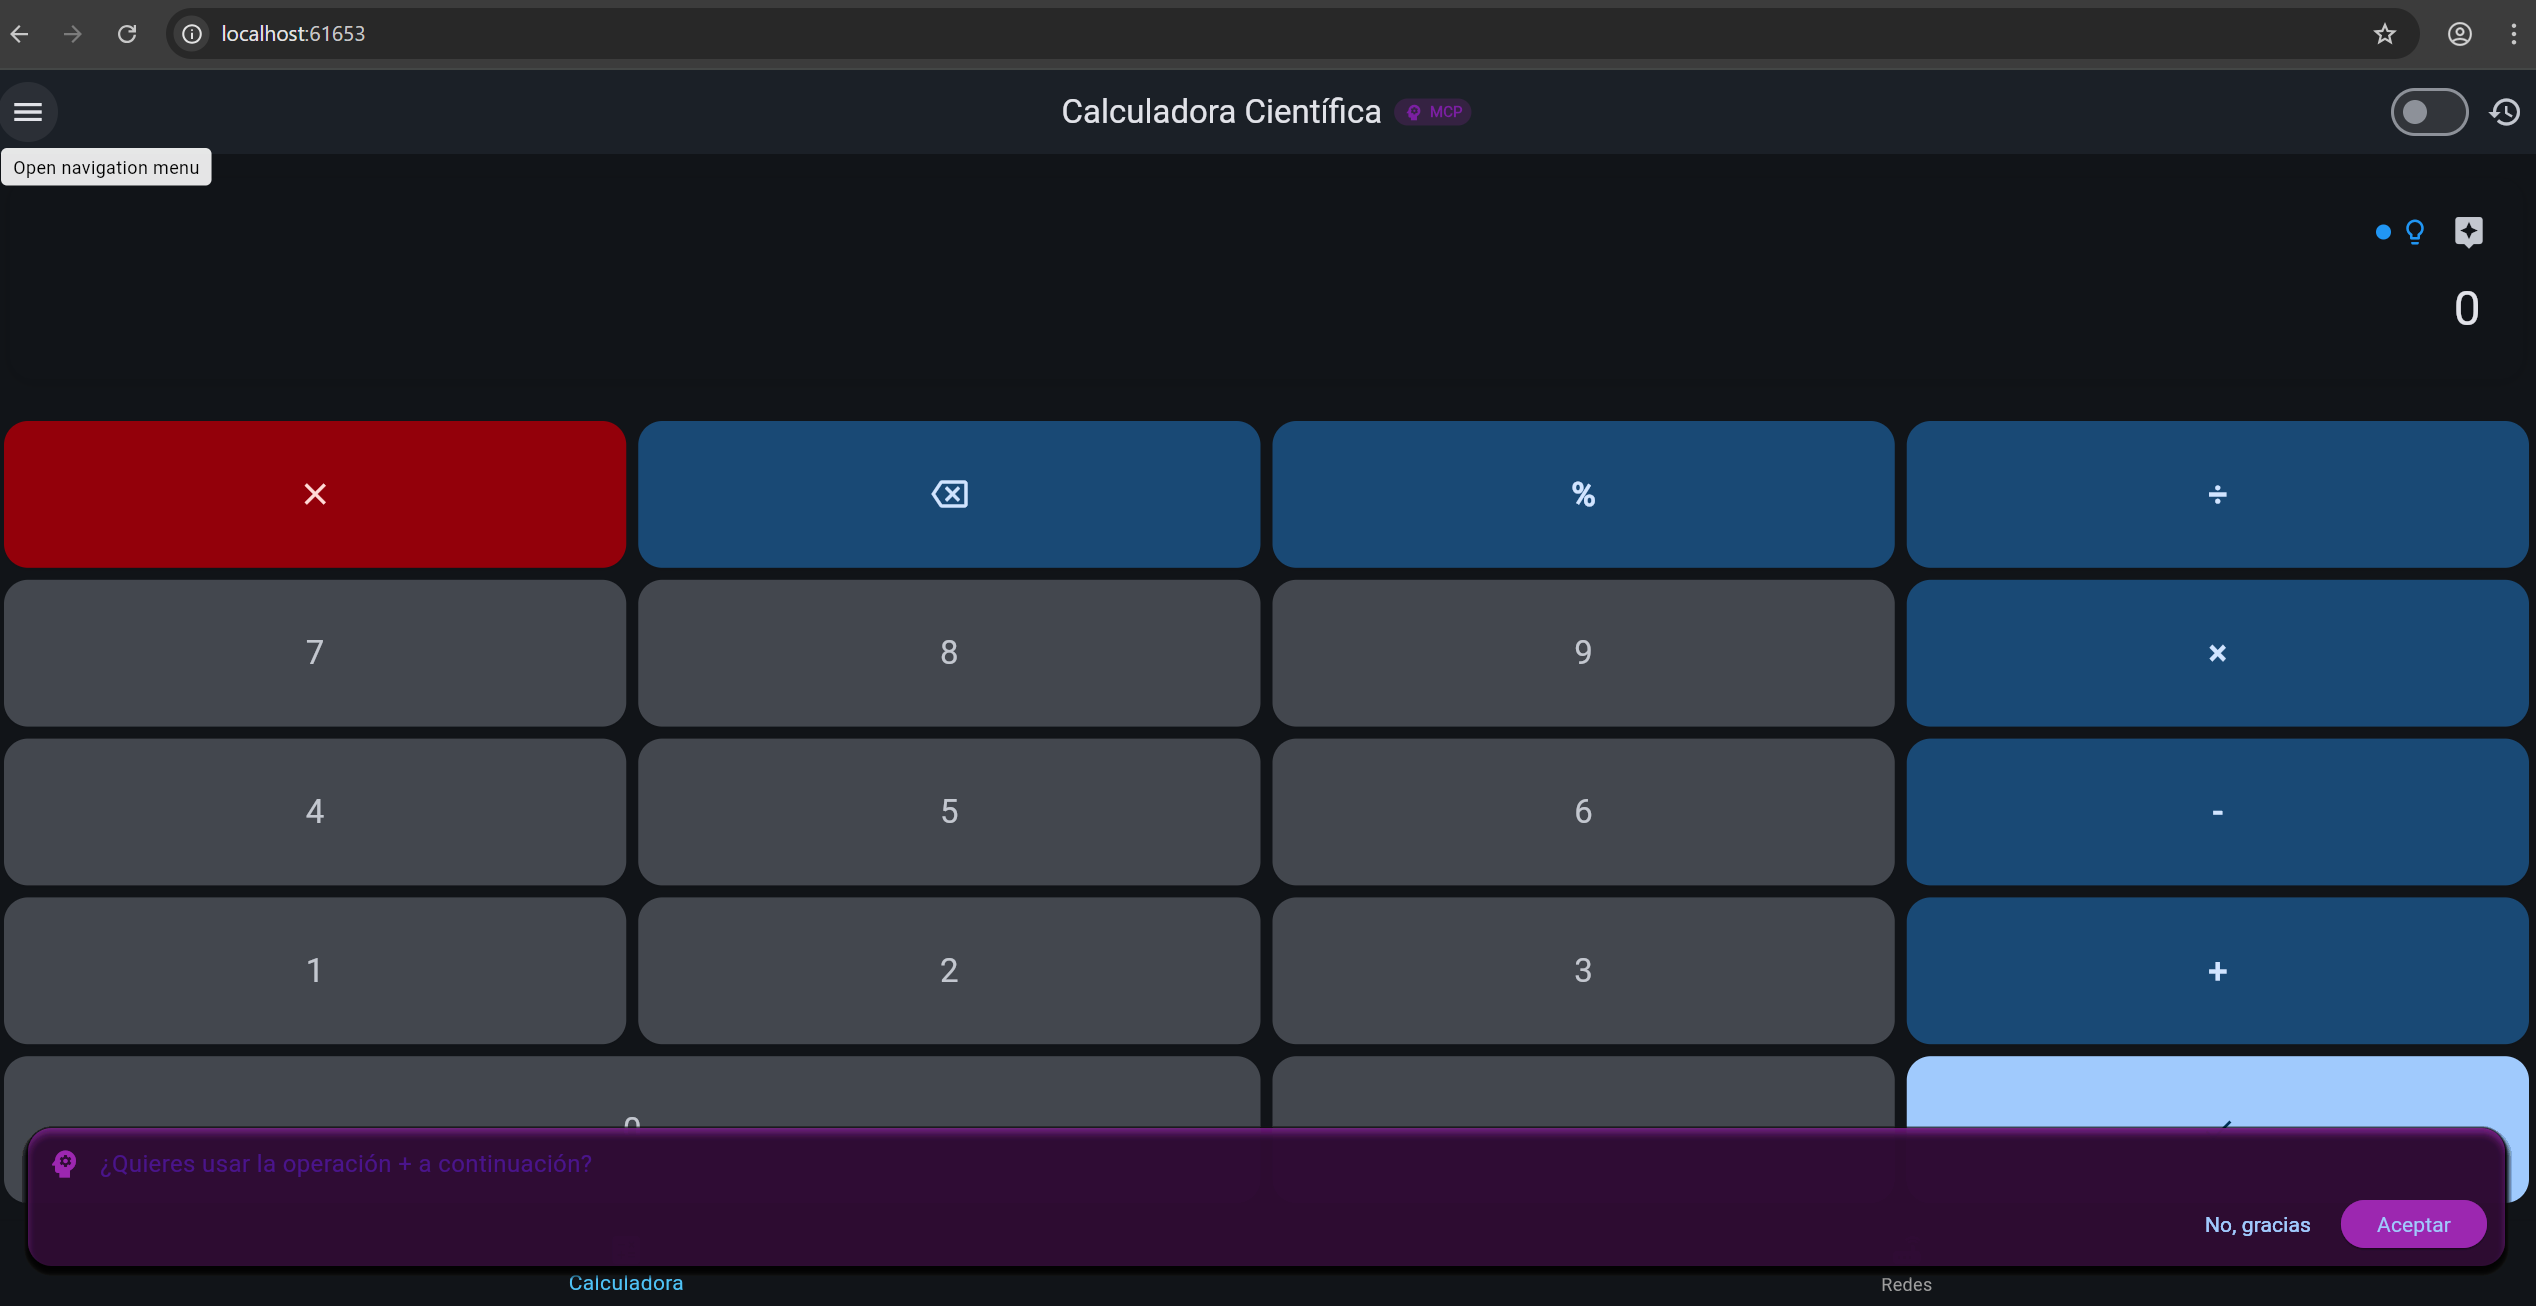 localhost:61653
Calculadora Científica MCP
Open navigation menu
0
× % ÷
7 8 9 ×
4 5 6 -
1 2 3 +
0
¿Quieres usar la operación + a continuación?
No, gracias Aceptar
Calculadora Redes